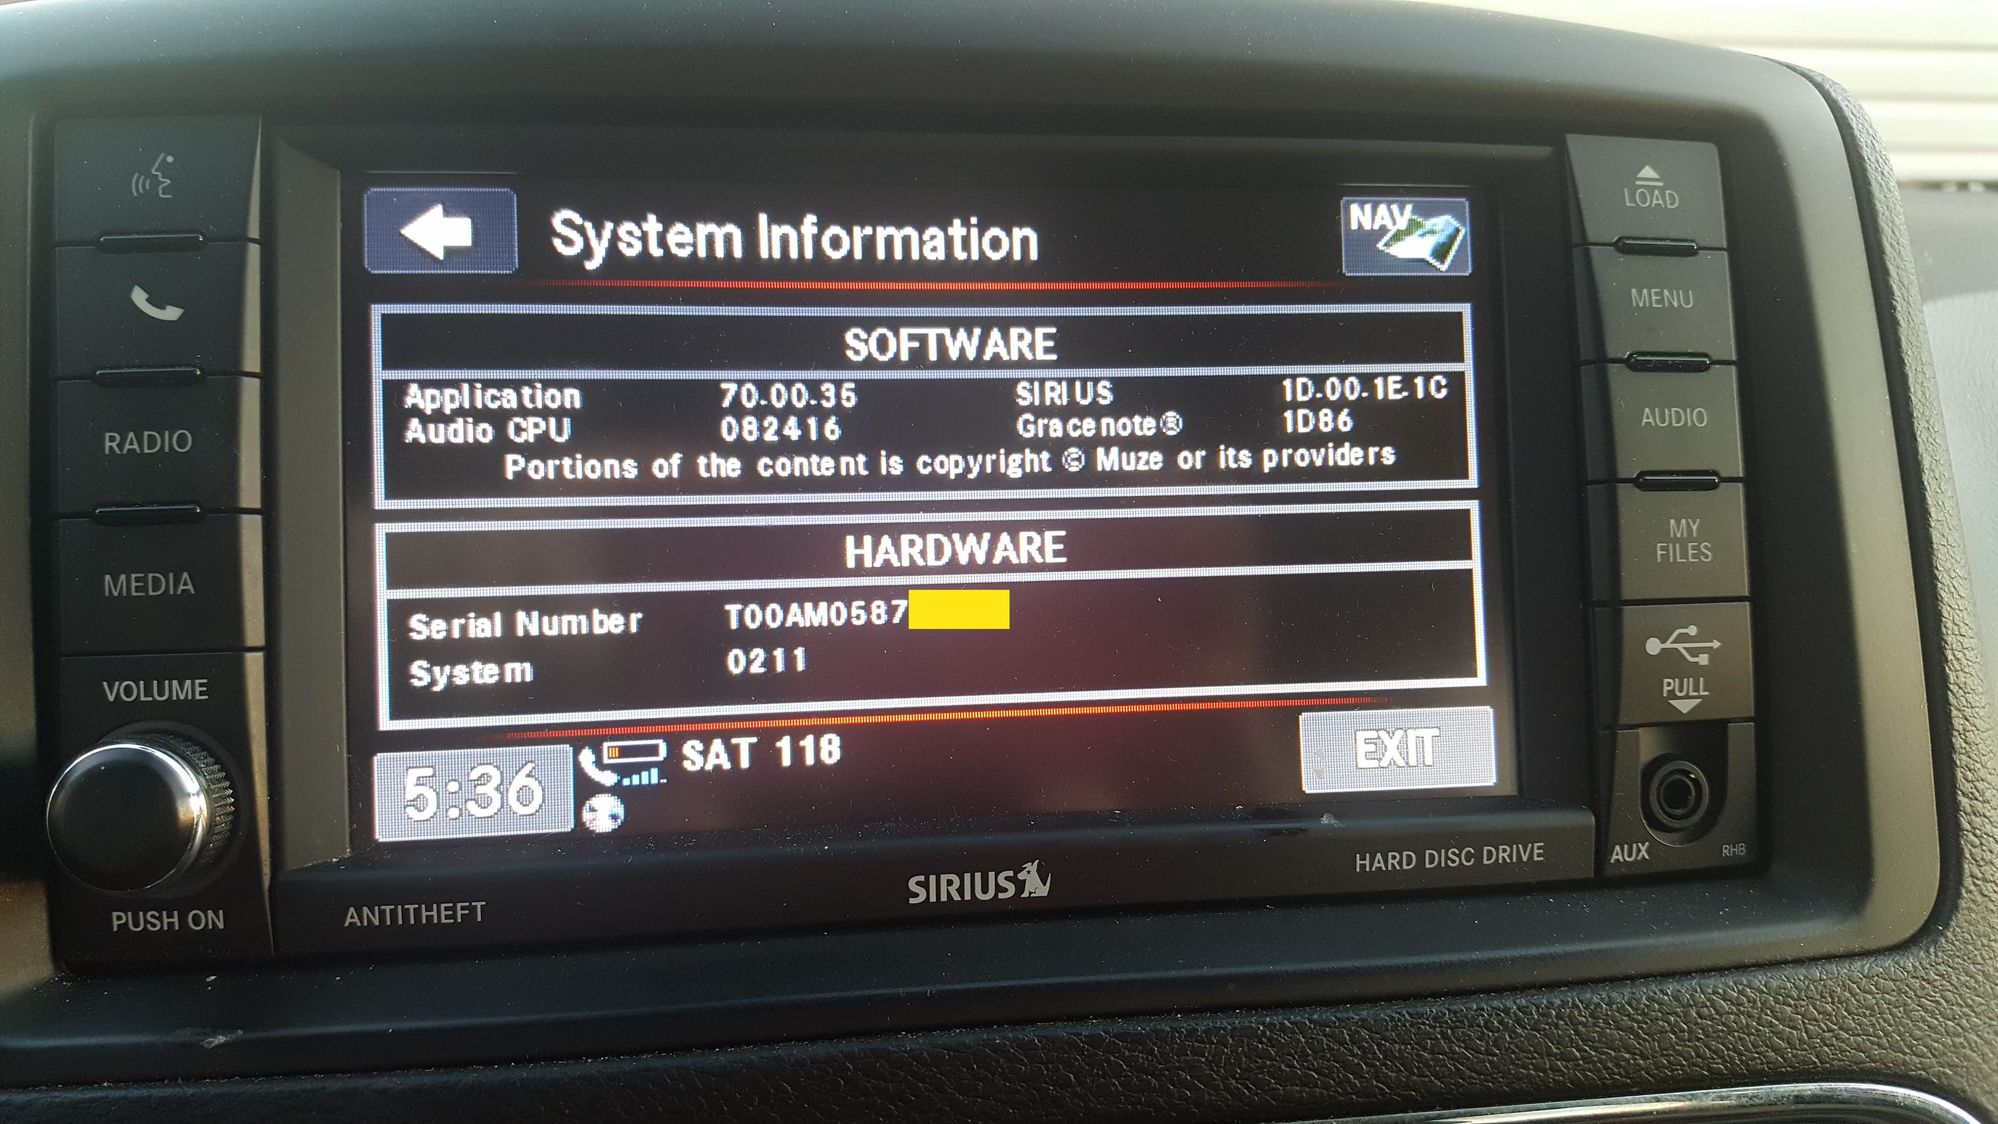 System Information
NAV
LOAD
MENU
SOFTWARE
Application 70.00.35 SIRIUS 1D.00-1E-1C
Audio CPU 082416 Gracenote® 1D86
Portions of the content is copyright © Muze or its providers
AUDIO
RADIO
HARDWARE
MY
FILES
MEDIA
Serial Number T00AM0587
System 0211
VOLUME
PULL
5:36
SAT 118
EXIT
PUSH ON
ANTITHEFT
SIRIUS
HARD DISC DRIVE
AUX
RHB